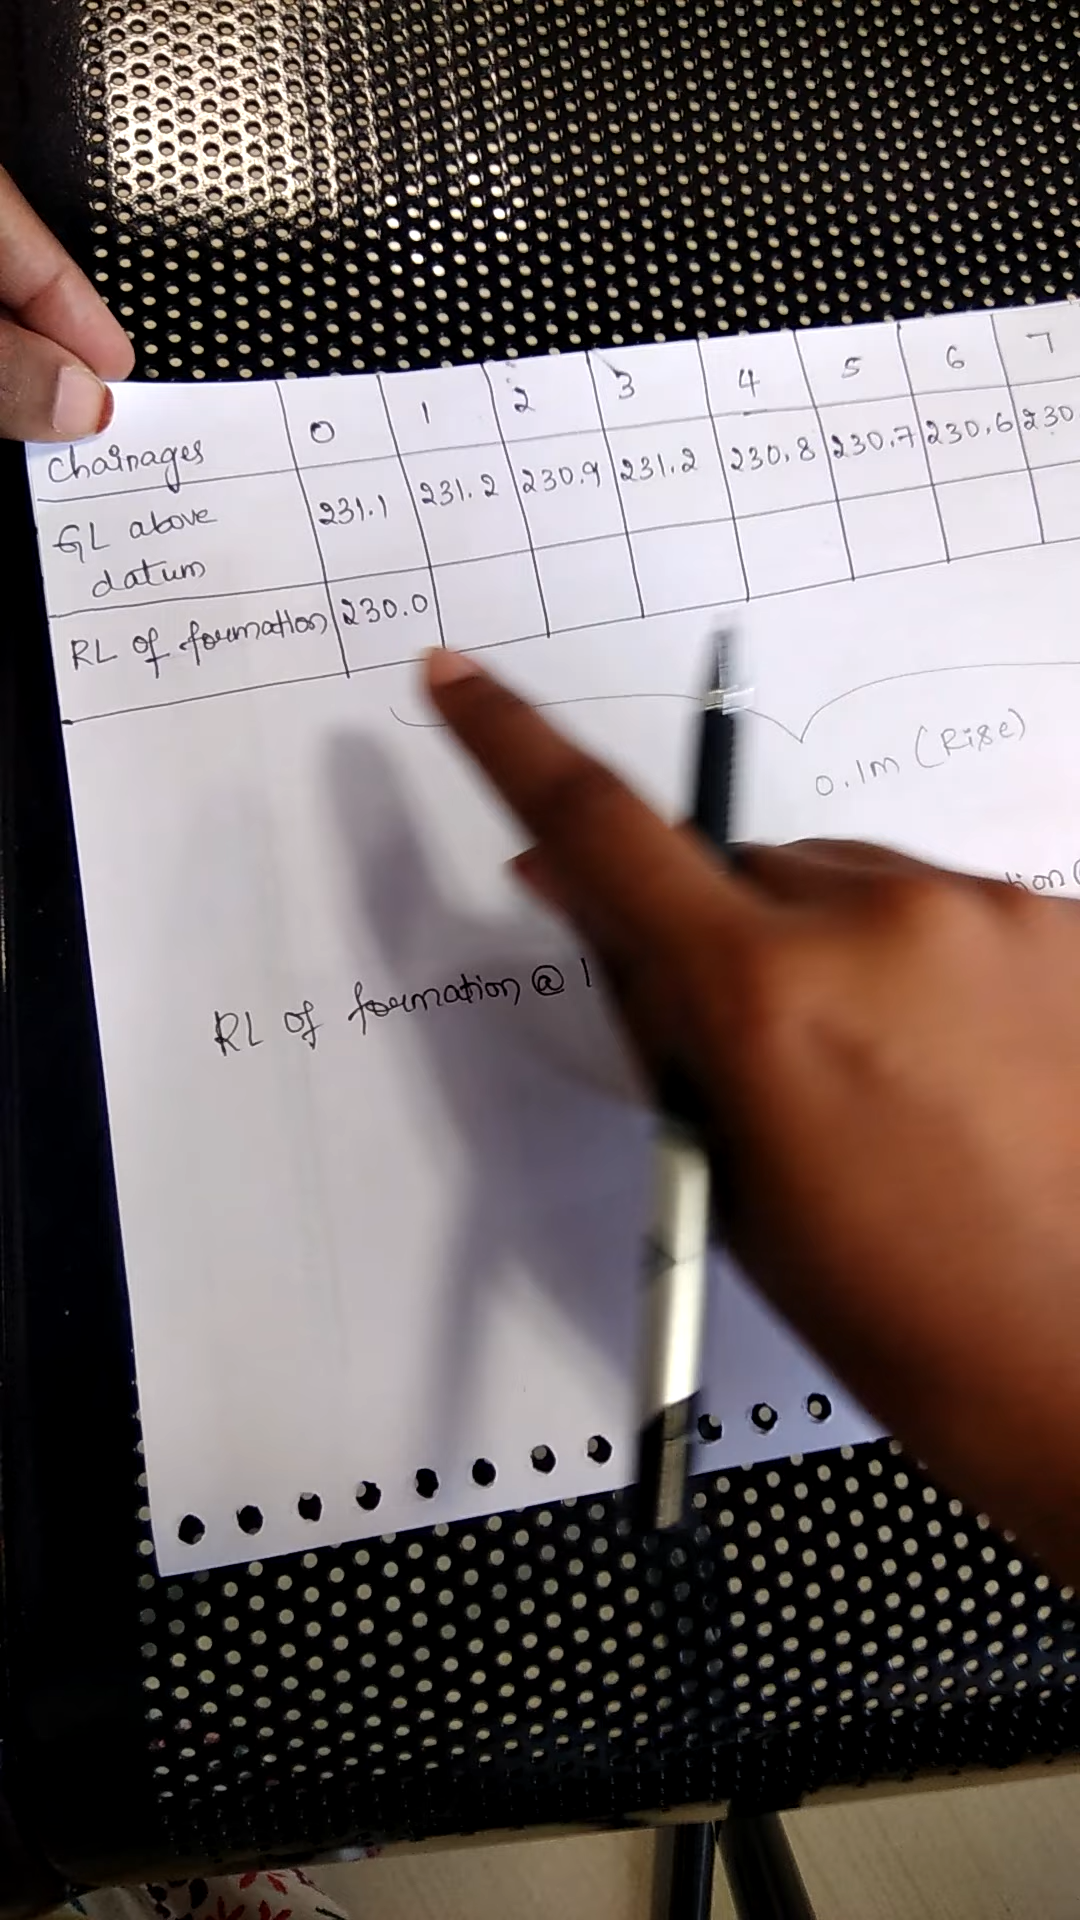 Chainages 0 1 2 3 4 5 6 7
GL above datum 231.1 231.2 230.9 231.2 230.8 230.7 230.6 230
RL of formation 230.0
0.1m (Rise)
RL of formation @ 1